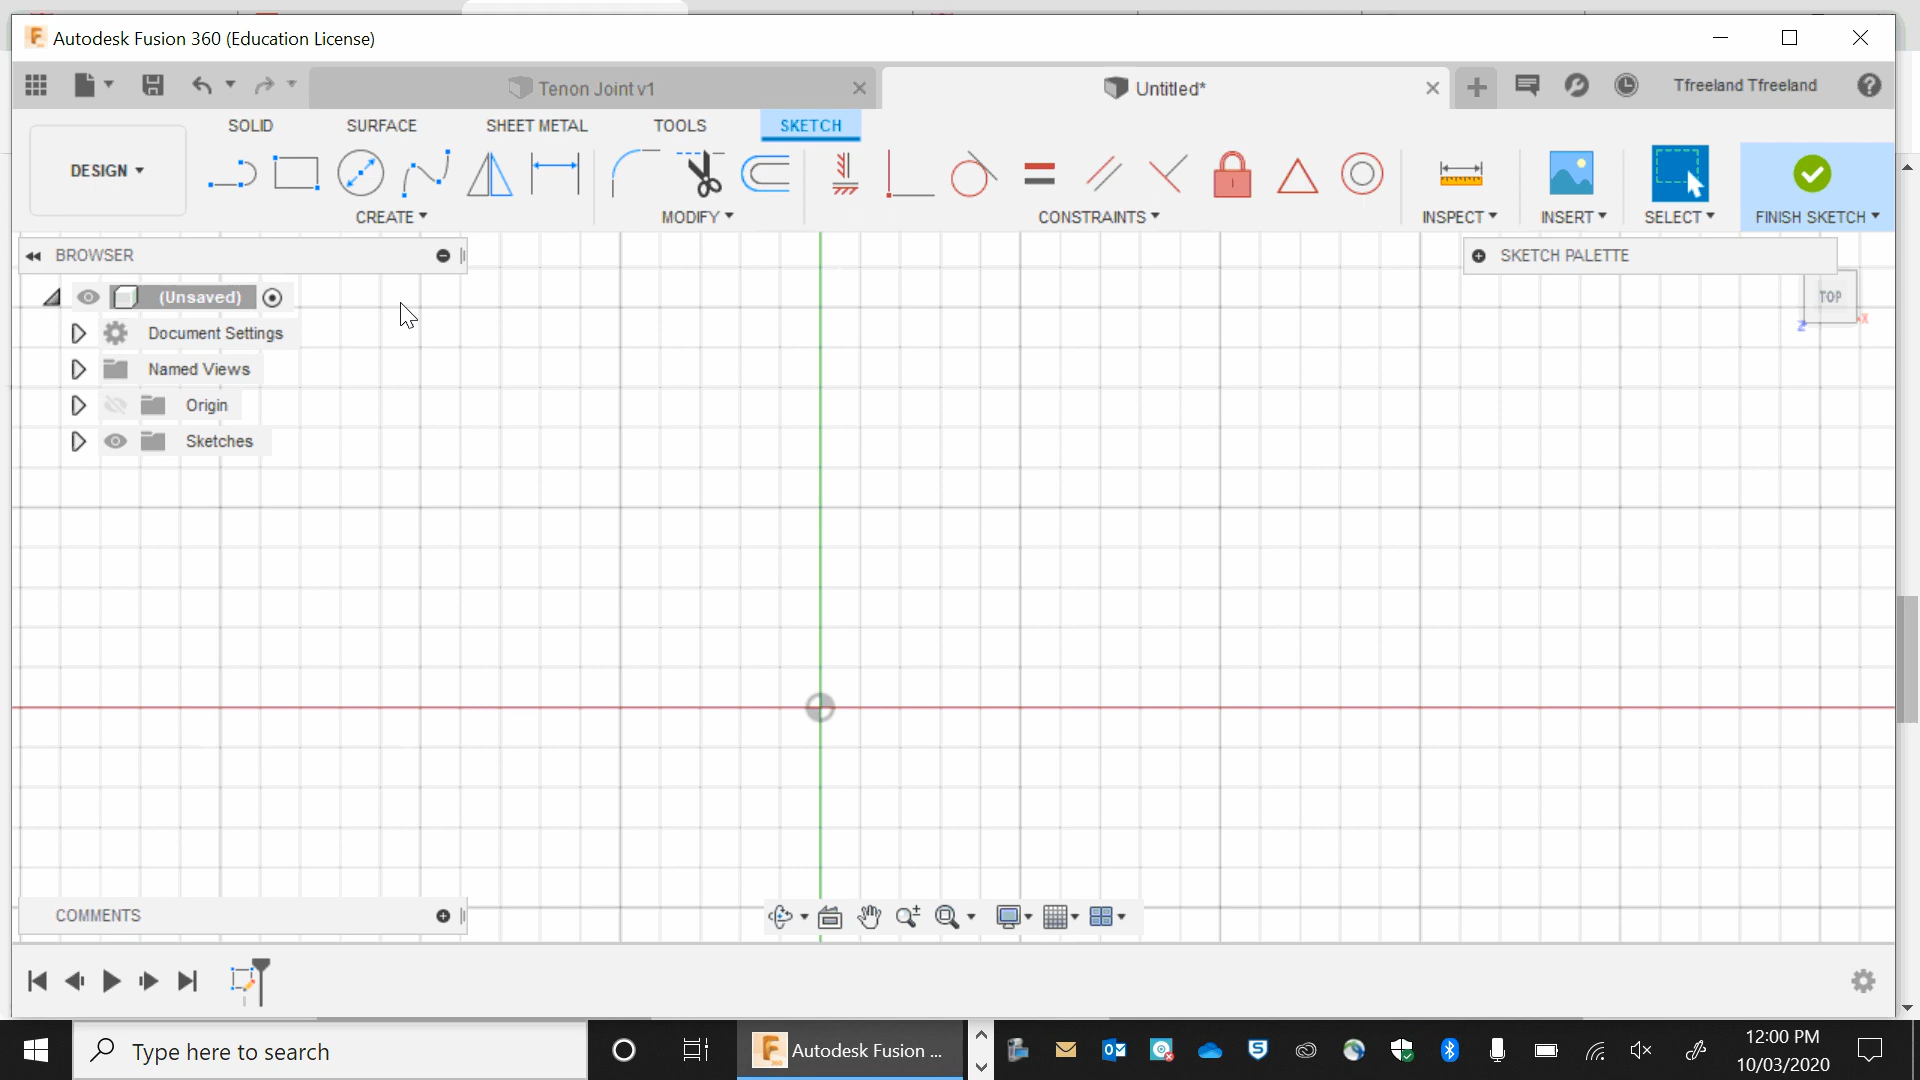 Autodesk Fusion 360 (Education License)
Tenon Joint v1
Untitled*
Tfreeland Tfreeland
SOLID
SURFACE
SHEET METAL
TOOLS
SKETCH
DESIGN
CREATE
MODIFY
CONSTRAINTS
INSPECT
INSERT
SELECT
FINISH SKETCH
BROWSER
SKETCH PALETTE
(Unsaved)
TOP
X
Z
Document Settings
Named Views
Origin
Sketches
COMMENTS
Type here to search
Autodesk Fusion ...
12:00 PM
10/03/2020